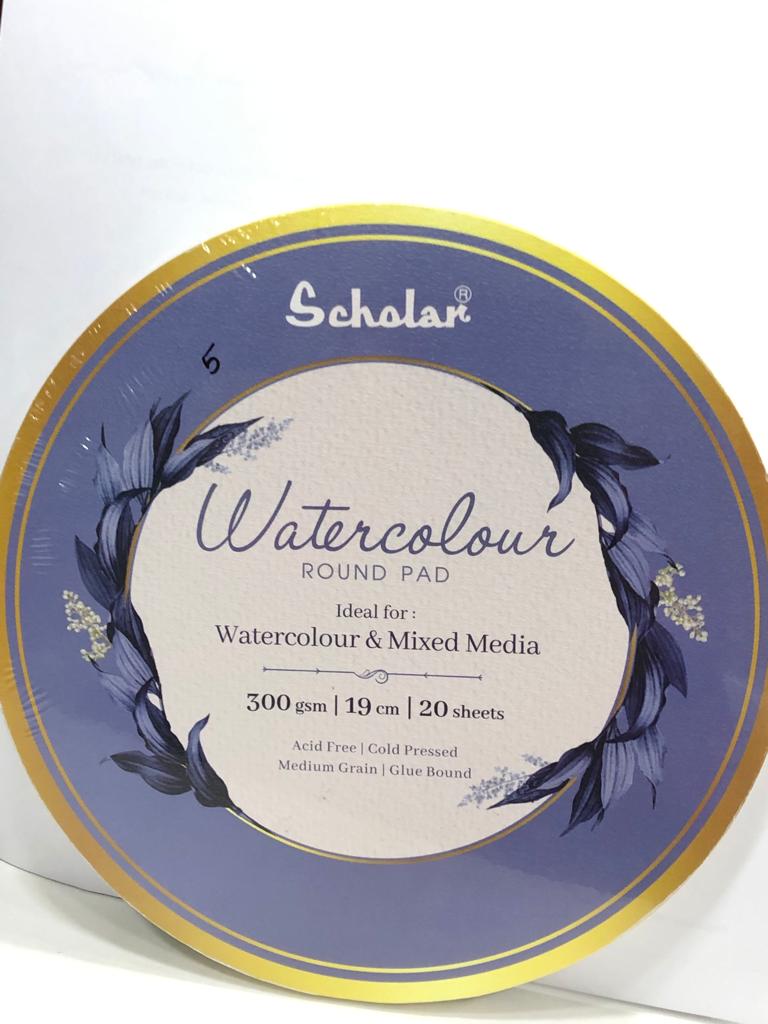 Scholar®
5
Watercolour
ROUND PAD
Ideal for :
Watercolour & Mixed Media
300 gsm | 19 cm | 20 sheets
Acid Free | Cold Pressed
Medium Grain | Glue Bound